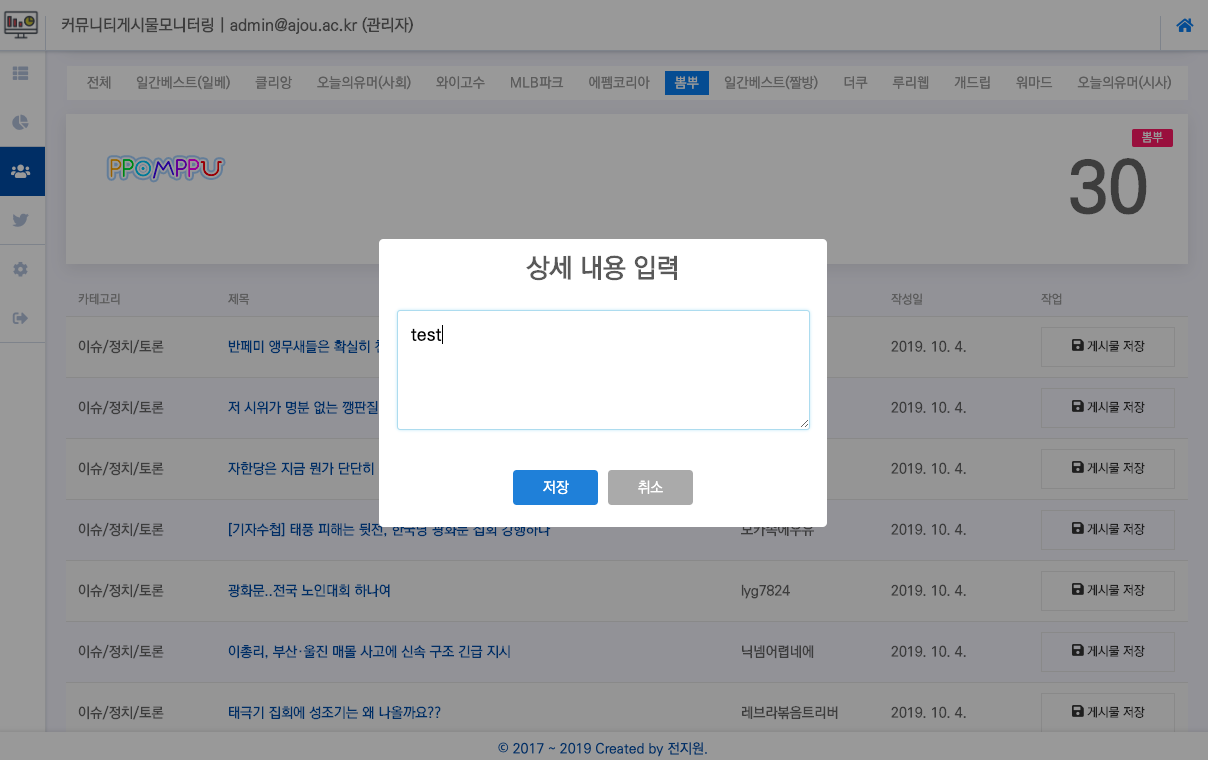 커뮤니티게시물모니터링 | admin@ajou.ac.kr (관리자)
전체 일간베스트(일베) 클리앙 오늘의유머(사회) 와이고수 MLB파크 에펨코리아 뽐뿌 일간베스트(짤방) 더쿠 루리웹 개드립 워마드 오늘의유머(시사)
뽐뿌
PPOMPPU
30
상세 내용 입력
test
저장 취소
카테고리 제목 작성일 작업
이슈/정치/토론 반페미 앵무새들은 확실히 2019. 10. 4. 게시물 저장
이슈/정치/토론 저 시위가 명분 없는 깽판질 2019. 10. 4. 게시물 저장
이슈/정치/토론 자한당은 지금 뭔가 단단히 2019. 10. 4. 게시물 저장
이슈/정치/토론 [기자수첩] 태풍 피해는 뒷전, 한국당 광화문 집회 강행하다 모카속에우유 2019. 10. 4. 게시물 저장
이슈/정치/토론 광화문..전국 노인대회 하나여 lyg7824 2019. 10. 4. 게시물 저장
이슈/정치/토론 이총리, 부산·울진 매몰 사고에 신속 구조 긴급 지시 닉넴어렵네에 2019. 10. 4. 게시물 저장
이슈/정치/토론 태극기 집회에 성조기는 왜 나올까요?? 레브라볶음트리버 2019. 10. 4. 게시물 저장
© 2017 ~ 2019 Created by 전지원.